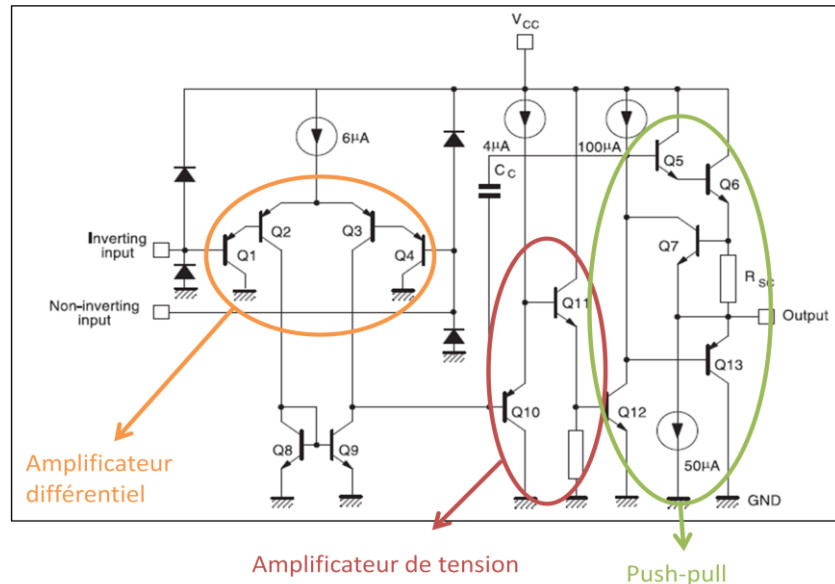 VCC
6µA
4µA
100µA
CC
Q5
Q6
Q2
Q3
Q1
Q4
Q7
Inverting
input
RSC
Non-inverting
input
Q11
Output
Q13
Q10
Q12
Q8
Q9
50µA
GND
Amplificateur
différentiel
Amplificateur de tension
Push-pull